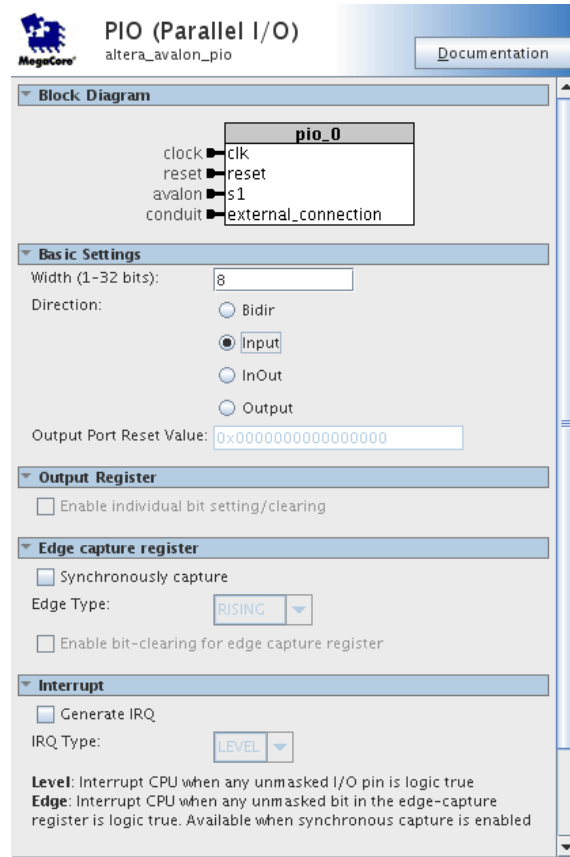 MegaCore'
PIO (Parallel I/O)
altera_avalon_pio
Documentation
Block Diagram
pio_0
clock clk
reset reset
avalon s1
conduit external_connection
Basic Settings
Width (1-32 bits): 8
Direction: Bidir
Input
InOut
Output
Output Port Reset Value: 0x0000000000000000
Output Register
Enable individual bit setting/clearing
Edge capture register
Synchronously capture
Edge Type: RISING
Enable bit-clearing for edge capture register
Interrupt
Generate IRQ
IRQ Type: LEVEL
Level: Interrupt CPU when any unmasked I/O pin is logic true
Edge: Interrupt CPU when any unmasked bit in the edge-capture
register is logic true. Available when synchronous capture is enabled